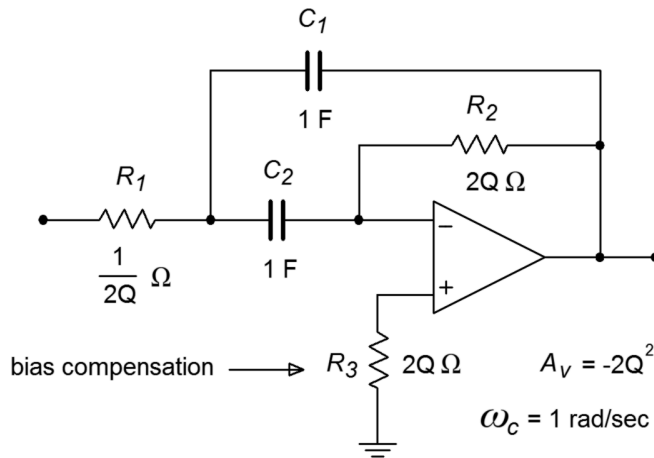 C1
1 F
R2
2Q Ω
R1
C2
1
2Q Ω
1 F
−
+
bias compensation
R3
2Q Ω
Av = -2Q²
ωc = 1 rad/sec